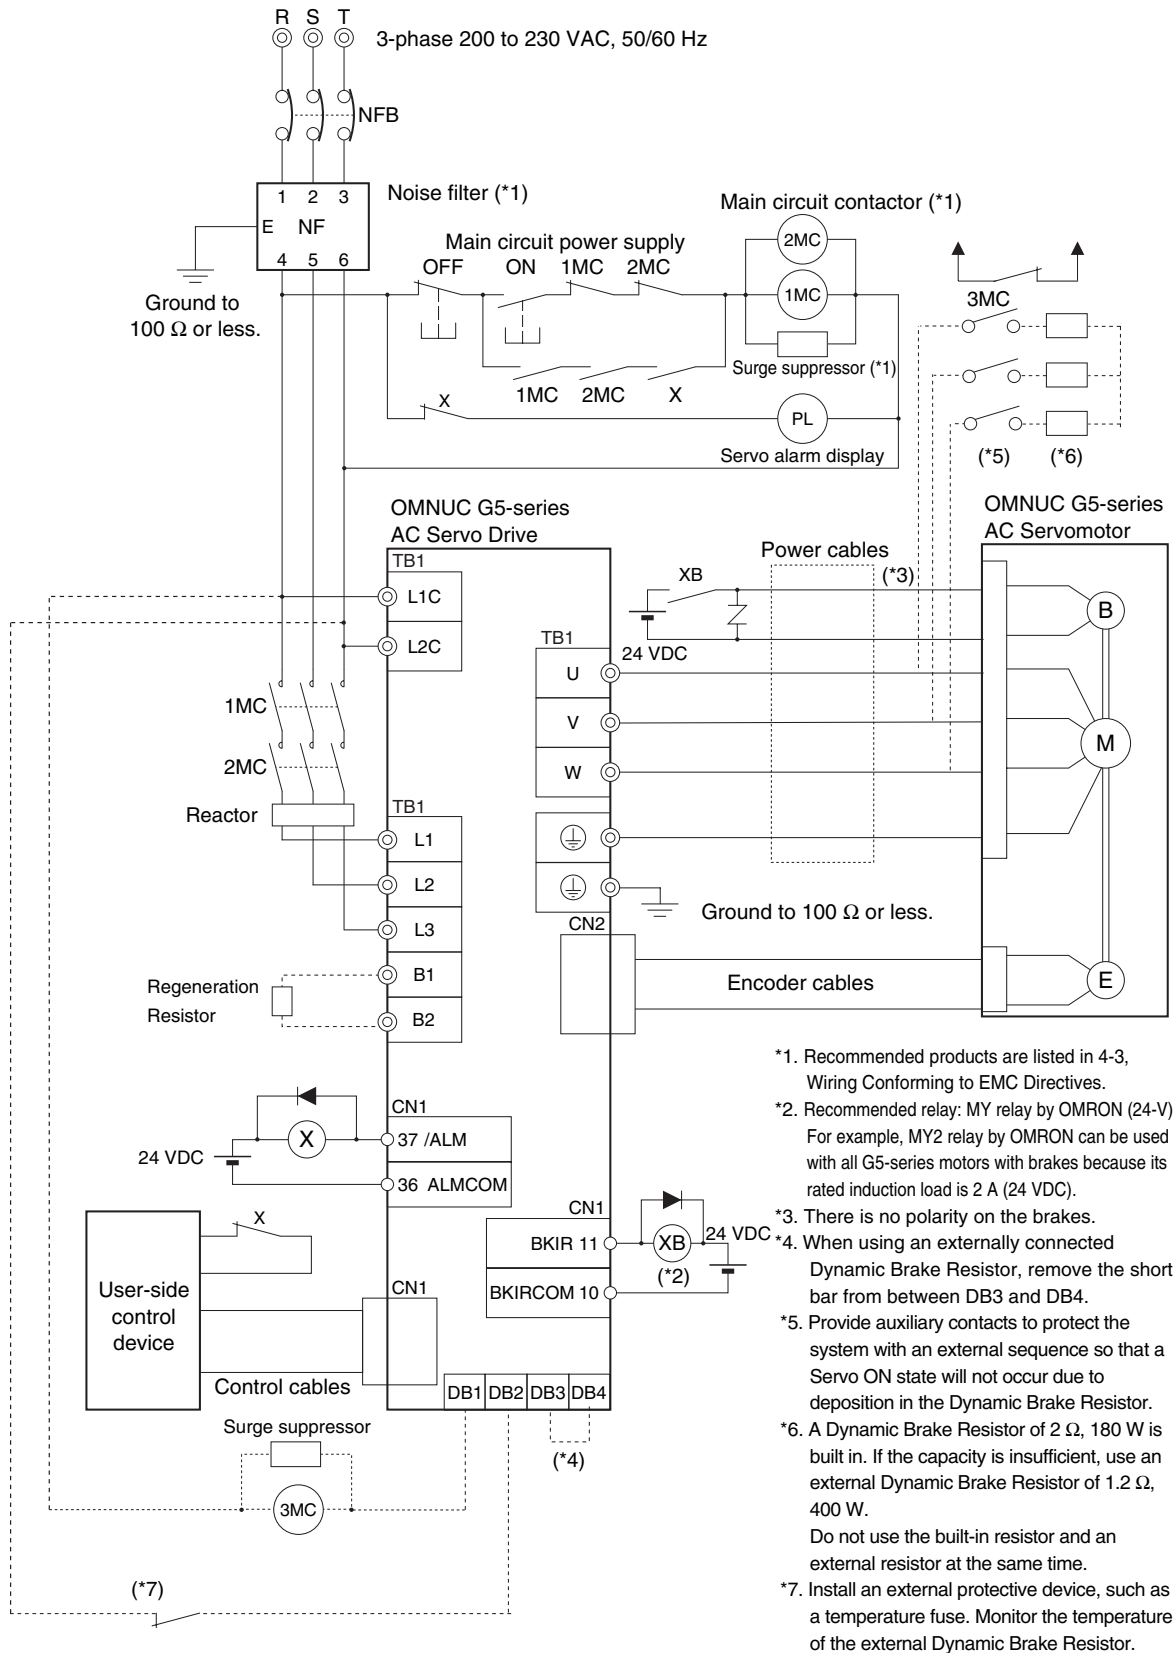 R S T
3-phase 200 to 230 VAC, 50/60 Hz
NFB
1 2 3
Noise filter (*1)
E NF
4 5 6
Ground to
100 Ω or less.
Main circuit contactor (*1)
2MC
Main circuit power supply
OFF ON 1MC 2MC
1MC
Surge suppressor (*1)
1MC 2MC X
X
PL
Servo alarm display
3MC
(*5) (*6)
OMNUC G5-series
AC Servo Drive
OMNUC G5-series
AC Servomotor
TB1
L1C
L2C
XB
24 VDC
Power cables
(*3)
B
TB1
U
V
W
M
1MC
2MC
Reactor
TB1
L1
L2
L3
B1
B2
Regeneration
Resistor
Ground to 100 Ω or less.
CN2
Encoder cables
E
CN1
X
37 /ALM
24 VDC
36 ALMCOM
CN1
BKIR 11
XB
24 VDC
(*2)
BKIRCOM 10
X
User-side
control
device
CN1
Control cables
DB1 DB2 DB3 DB4
(*4)
Surge suppressor
3MC
(*7)
*1. Recommended products are listed in 4-3,
Wiring Conforming to EMC Directives.
*2. Recommended relay: MY relay by OMRON (24-V)
For example, MY2 relay by OMRON can be used
with all G5-series motors with brakes because its
rated induction load is 2 A (24 VDC).
*3. There is no polarity on the brakes.
*4. When using an externally connected
Dynamic Brake Resistor, remove the short
bar from between DB3 and DB4.
*5. Provide auxiliary contacts to protect the
system with an external sequence so that a
Servo ON state will not occur due to
deposition in the Dynamic Brake Resistor.
*6. A Dynamic Brake Resistor of 2 Ω, 180 W is
built in. If the capacity is insufficient, use an
external Dynamic Brake Resistor of 1.2 Ω,
400 W.
Do not use the built-in resistor and an
external resistor at the same time.
*7. Install an external protective device, such as
a temperature fuse. Monitor the temperature
of the external Dynamic Brake Resistor.